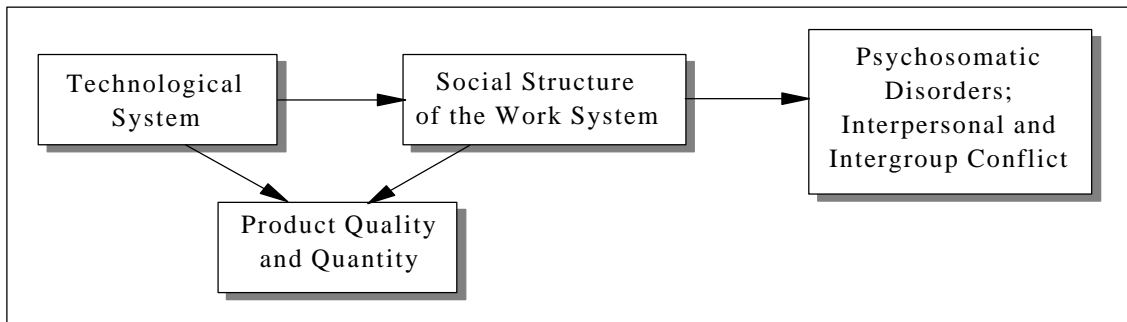 Technological
System
Social Structure
of the Work System
Psychosomatic
Disorders;
Interpersonal and
Intergroup Conflict
Product Quality
and Quantity